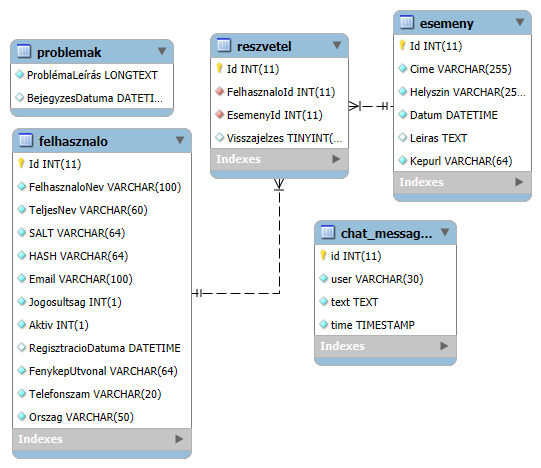 problemak
ProblémaLeírás LONGTEXT
BejegyzesDatuma DATETI...
felhasznalo
Id INT(11)
FelhasznaloNev VARCHAR(100)
TeljesNev VARCHAR(60)
SALT VARCHAR(64)
HASH VARCHAR(64)
Email VARCHAR(100)
Jogosultsag INT(1)
Aktiv INT(1)
RegisztracioDatuma DATETIME
FenykepUtvonal VARCHAR(64)
Telefonszam VARCHAR(20)
Orszag VARCHAR(50)
Indexes
reszvetel
Id INT(11)
FelhasznaloId INT(11)
EsemenyId INT(11)
Visszajelzes TINYINT(...
Indexes
esemeny
Id INT(11)
Cime VARCHAR(255)
Helyszin VARCHAR(25...
Datum DATETIME
Leiras TEXT
Kepurl VARCHAR(64)
Indexes
chat_messag...
id INT(11)
user VARCHAR(30)
text TEXT
time TIMESTAMP
Indexes